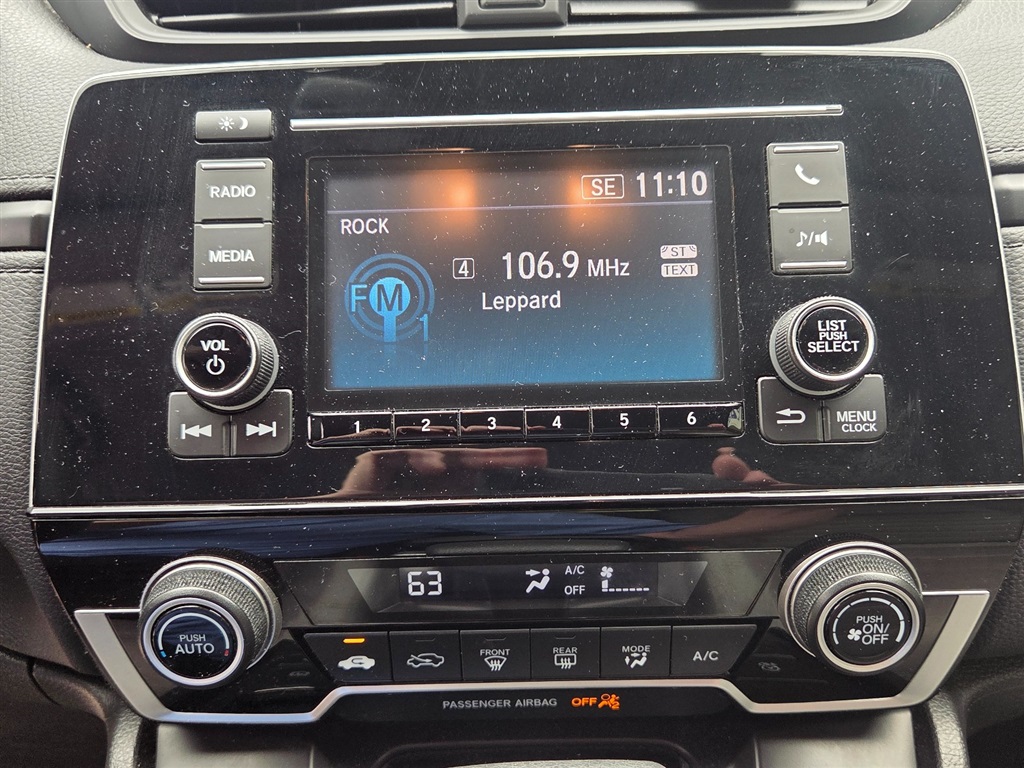 SE 11:10
RADIO
ROCK
MEDIA
4 106.9 MHz
ST
TEXT
FM1
Leppard
VOL
LIST
PUSH
SELECT
1 2 3 4 5 6
MENU
CLOCK
63
A/C
OFF
PUSH
AUTO
FRONT
REAR
MODE
A/C
PUSH
ON/
OFF
PASSENGER AIRBAG OFF